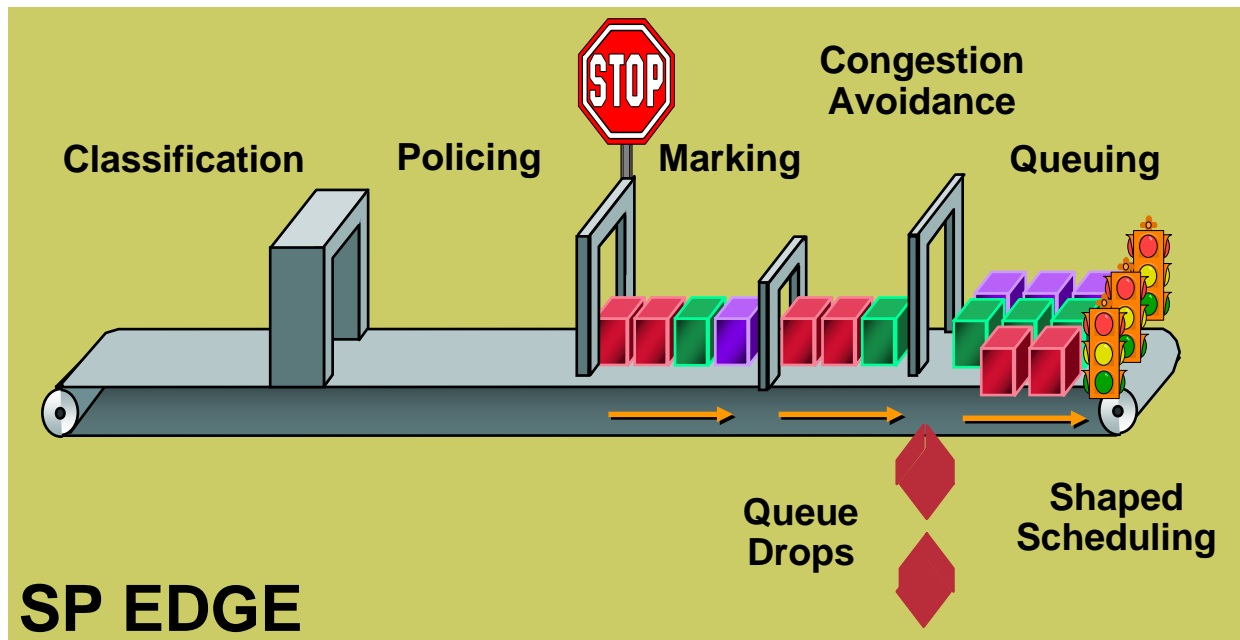 STOP
Congestion
Avoidance
Classification
Policing
Marking
Queuing
Queue
Drops
Shaped
Scheduling
SP EDGE